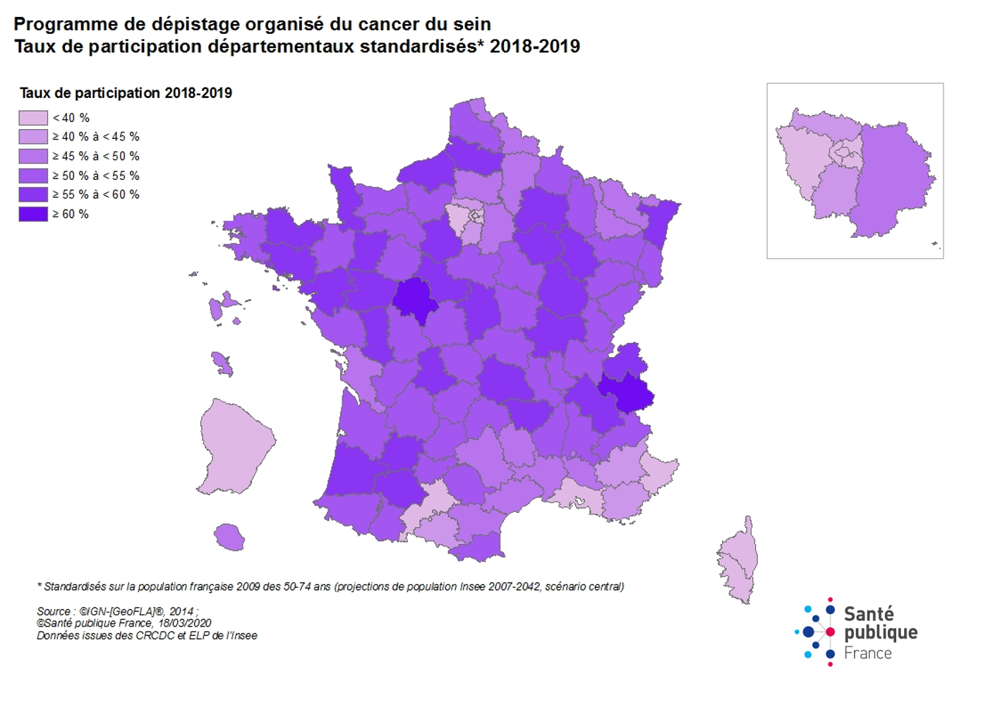 Programme de dépistage organisé du cancer du sein
Taux de participation départementaux standardisés* 2018-2019
Taux de participation 2018-2019
< 40 %
≥ 40 % à < 45 %
≥ 45 % à < 50 %
≥ 50 % à < 55 %
≥ 55 % à < 60 %
≥ 60 %
* Standardisés sur la population française 2009 des 50-74 ans (projections de population Insee 2007-2042, scénario central)
Source : ©IGN-[GeoFLA]®, 2014 ;
©Santé publique France, 16/03/2020
Données issues des CRCDC et ELP de l'Insee
Santé
publique
France